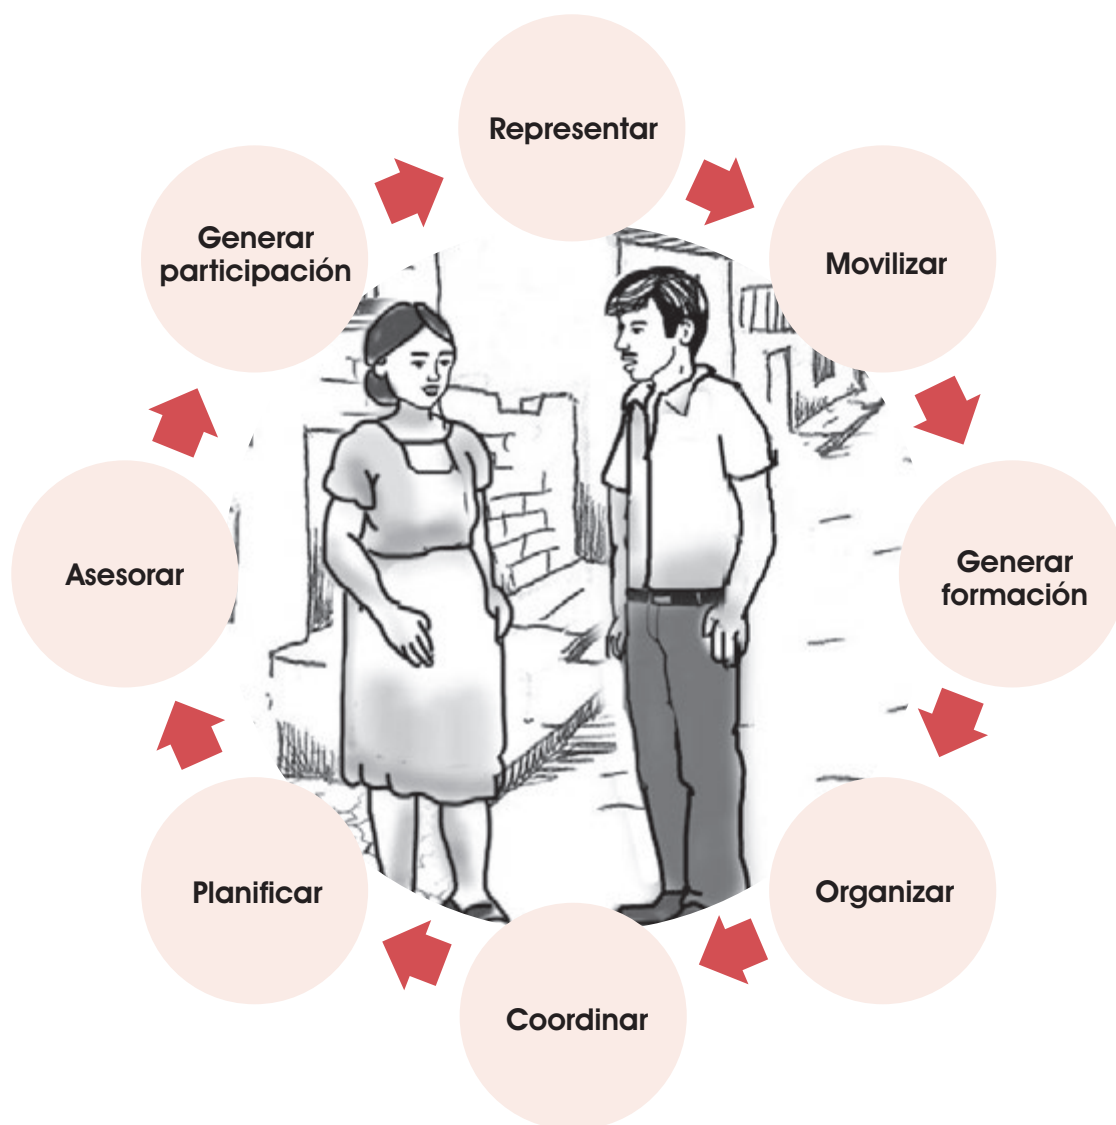 Representar
Movilizar
Generar
formación
Organizar
Coordinar
Planificar
Asesorar
Generar
participación